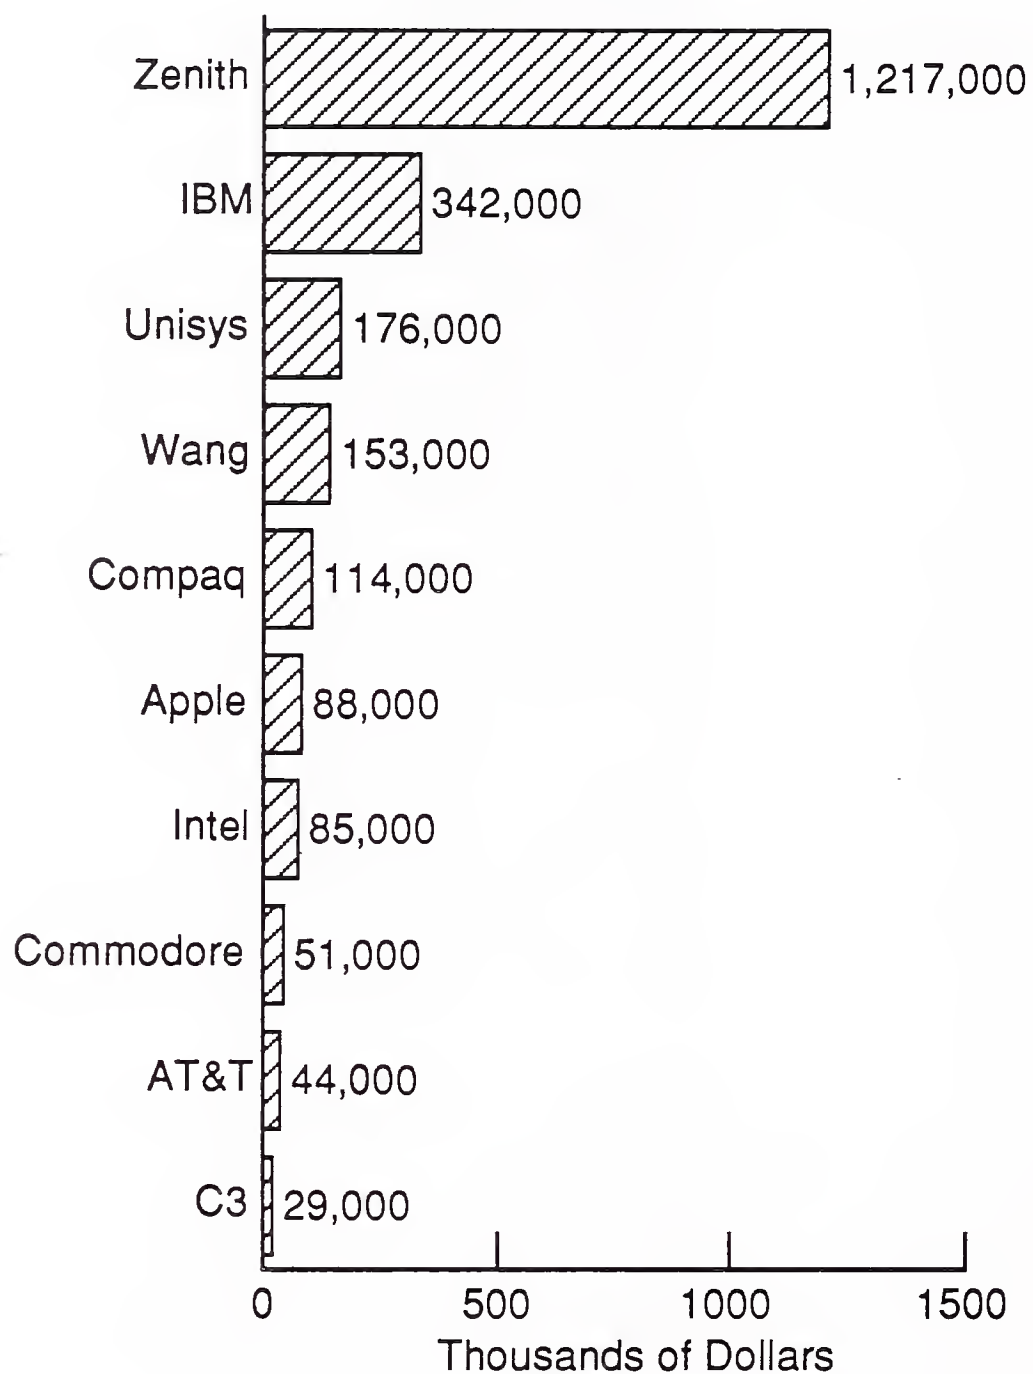 Zenith 1,217,000
IBM 342,000
Unisys 176,000
Wang 153,000
Compaq 114,000
Apple 88,000
Intel 85,000
Commodore 51,000
AT&T 44,000
C3 29,000
0 500 1000 1500
Thousands of Dollars